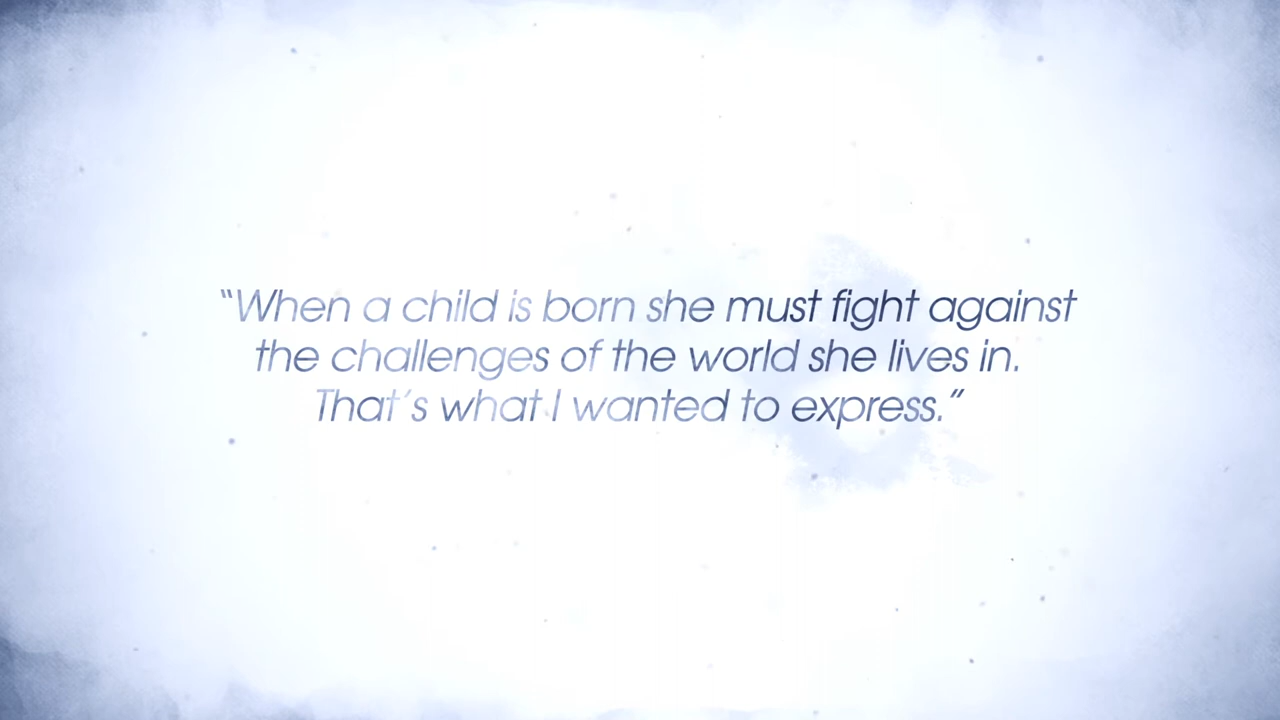 “When a child is born she must fight against
the challenges of the world she lives in.
That's what I wanted to express.”